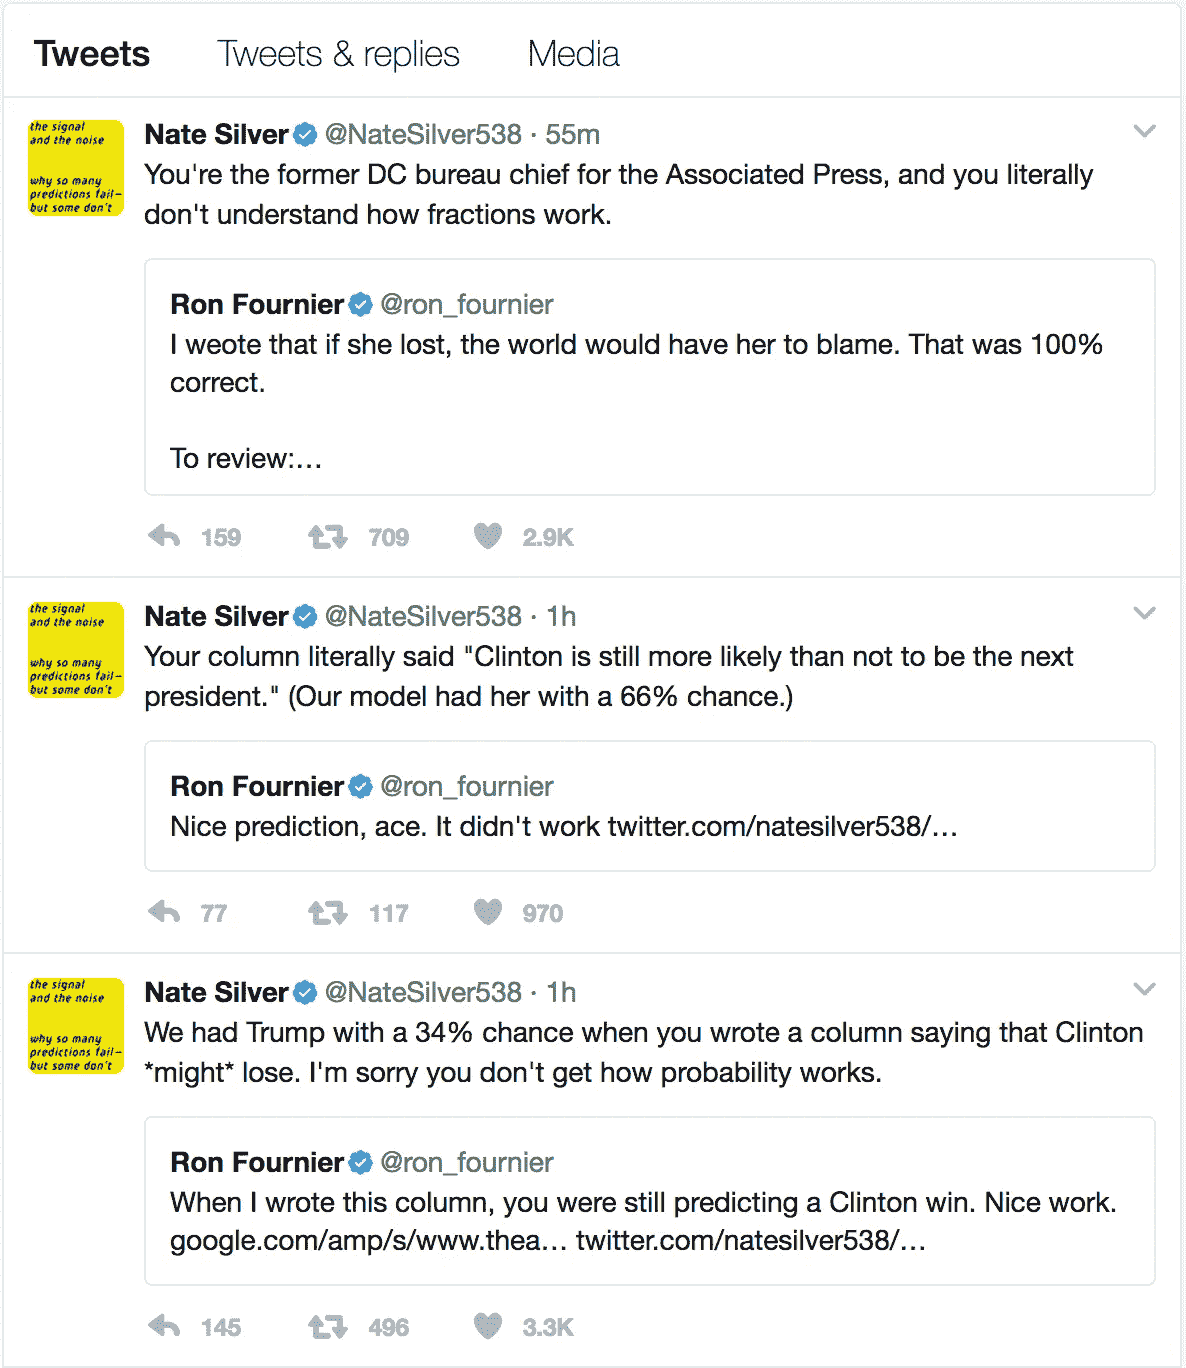 Tweets Tweets & replies Media
the signal
and the noise
why so many
predictions fail-
but some don't
Nate Silver @NateSilver538 · 55m
You're the former DC bureau chief for the Associated Press, and you literally
don't understand how fractions work.
Ron Fournier @ron_fournier
I weote that if she lost, the world would have her to blame. That was 100%
correct.
To review:...
159 709 2.9K
the signal
and the noise
why so many
predictions fail-
but some don't
Nate Silver @NateSilver538 · 1h
Your column literally said "Clinton is still more likely than not to be the next
president." (Our model had her with a 66% chance.)
Ron Fournier @ron_fournier
Nice prediction, ace. It didn't work twitter.com/natesilver538/...
77 117 970
the signal
and the noise
why so many
predictions fail-
but some don't
Nate Silver @NateSilver538 · 1h
We had Trump with a 34% chance when you wrote a column saying that Clinton
*might* lose. I'm sorry you don't get how probability works.
Ron Fournier @ron_fournier
When I wrote this column, you were still predicting a Clinton win. Nice work.
google.com/amp/s/www.thea... twitter.com/natesilver538/...
145 496 3.3K